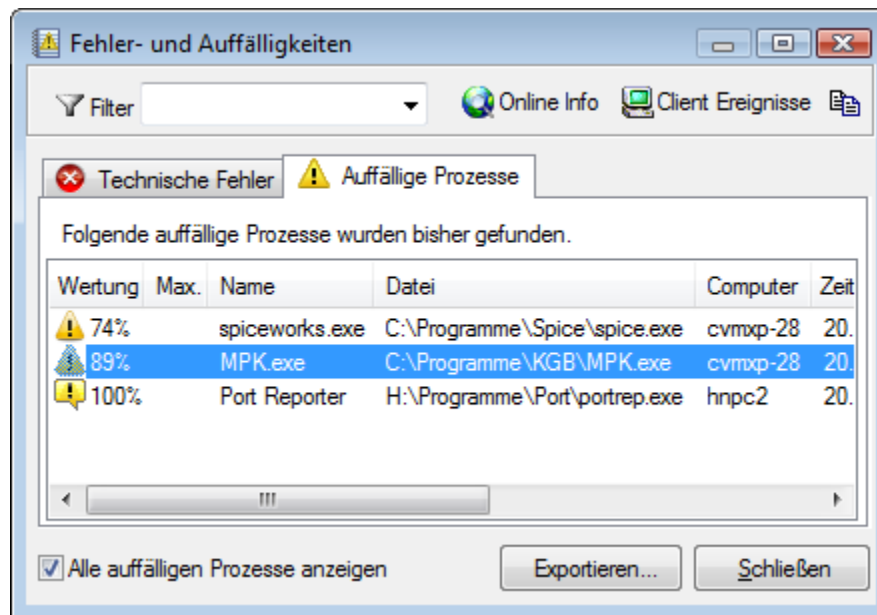 Fehler- und Auffälligkeiten
Filter Online Info Client Ereignisse
Technische Fehler Auffällige Prozesse
Folgende auffällige Prozesse wurden bisher gefunden.
Wertung Max. Name Datei Computer Zeit
74% spiceworks.exe C:\Programme\Spice\spice.exe cvmxp-28 20.
89% MPK.exe C:\Programme\KGB\MPK.exe cvmxp-28 20.
100% Port Reporter H:\Programme\Port\portrep.exe hnpc2 20.
Alle auffälligen Prozesse anzeigen Exportieren... Schließen